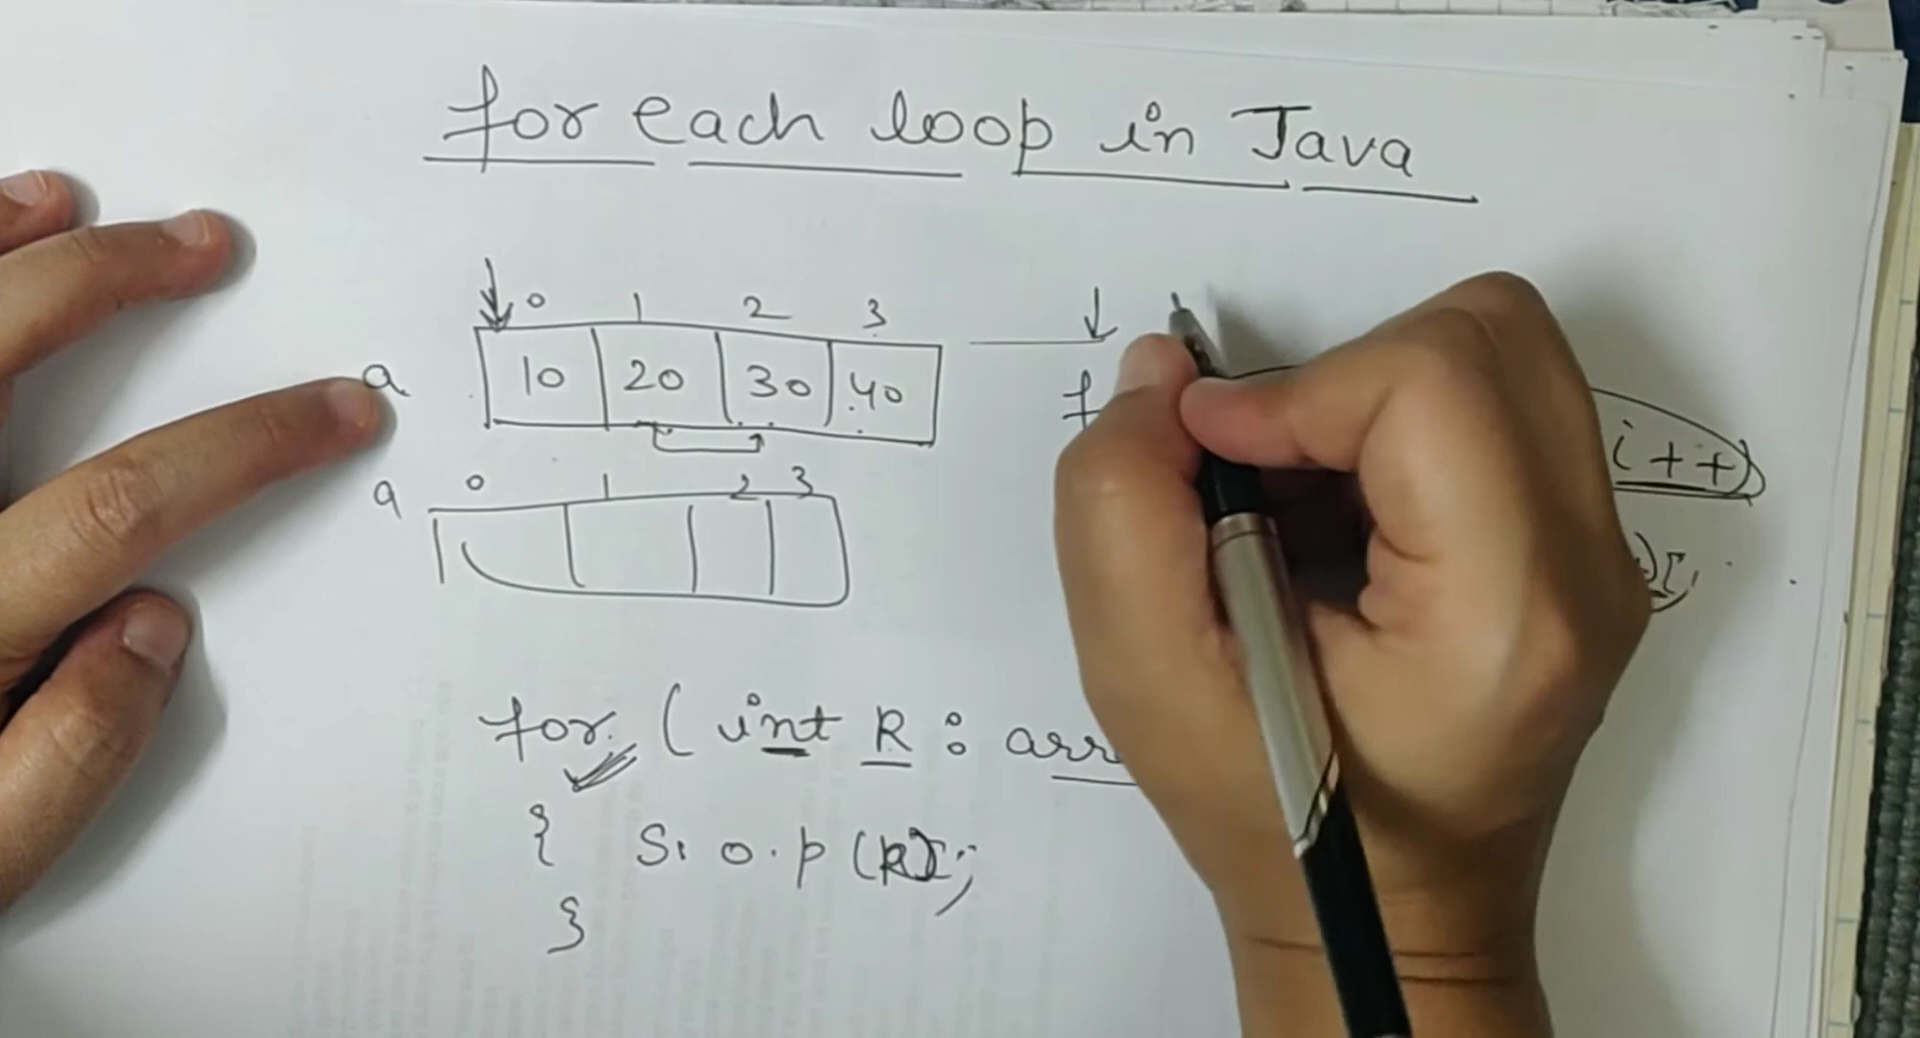 for each loop in Java
0 1 2 3
a 10 20 30 40
i++)
a 0 1 2 3
for (int R : arr
{ S.o.p (R);
}